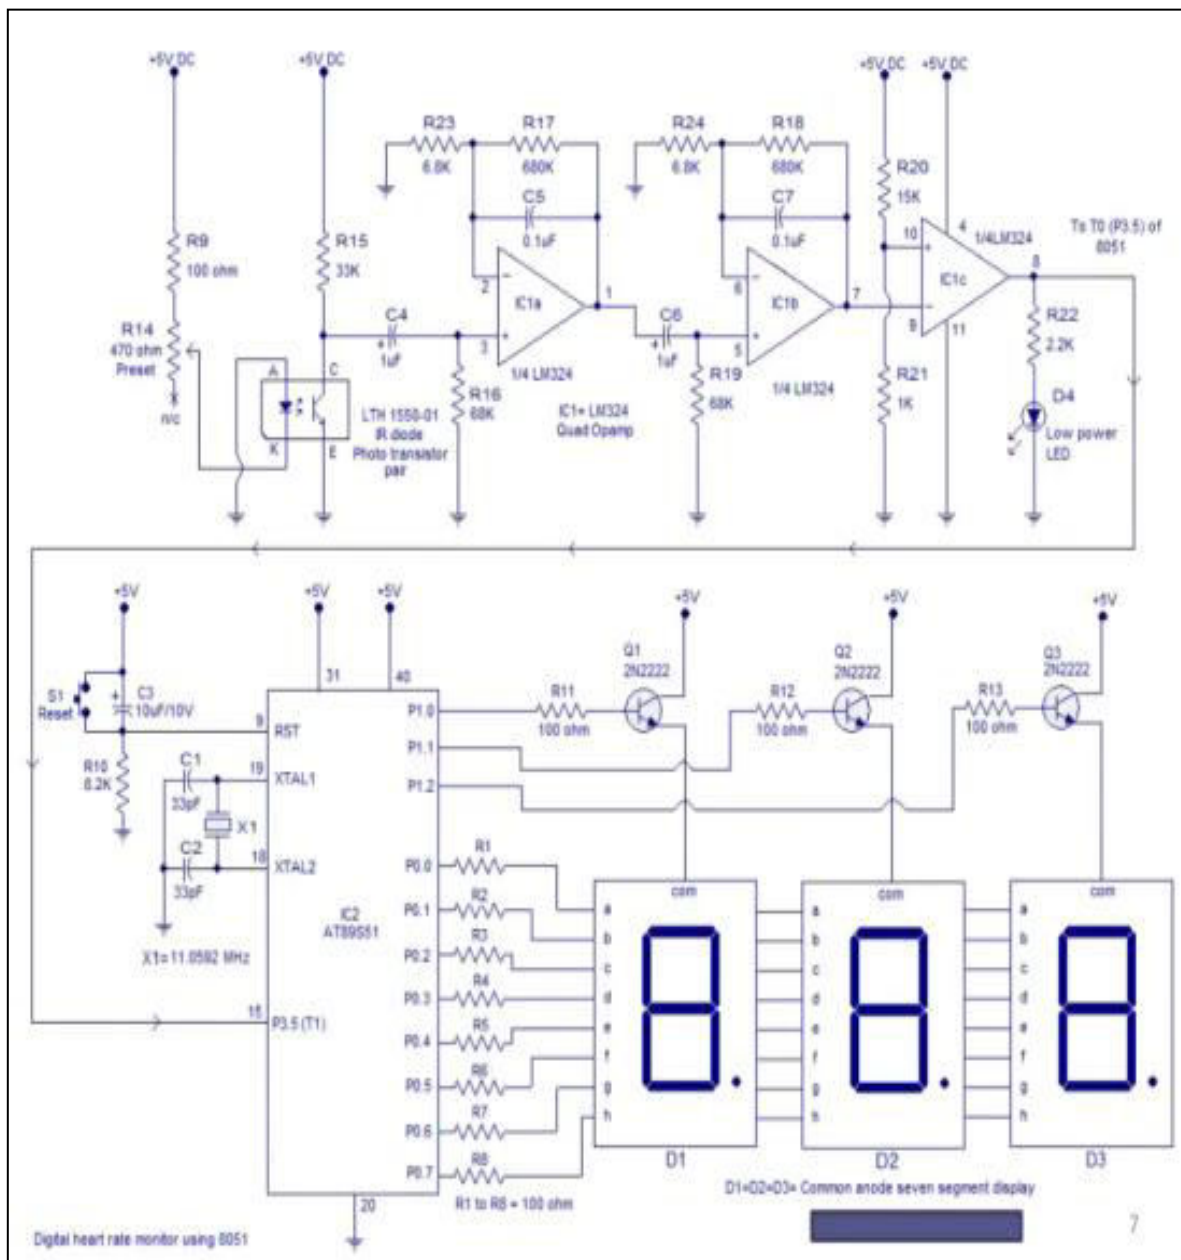 +5V DC
+5V DC
+5V DC
+5V DC
R23
6.8K
R17
680K
C5
0.1uF
R24
6.8K
R18
680K
C7
0.1uF
R20
15K
4
1/4LM324
Ts T0 (P3.5) of
8051
R9
100 ohm
R15
33K
10
+
IC1c
8
2
−
IC1a
1
6
−
IC1b
7
9
−
11
R14
470 ohm
Preset
n/c
C4
+
1uF
3
+
1/4 LM324
C6
+
1uF
5
+
1/4 LM324
R22
2.2K
A
C
K
E
LTH 1550-01
IR diode
Photo transistor
pair
R16
68K
IC1= LM324
Quad Opamp
R19
68K
R21
1K
D4
Low power
LED
+5V
+5V
+5V
+5V
+5V
+5V
S1
Reset
+
C3
10uF/10V
31
40
Q1
2N2222
Q2
2N2222
Q3
2N2222
9
RST
P1.0
R11
100 ohm
R12
100 ohm
R13
100 ohm
R10
8.2K
C1
33pF
19
XTAL1
P1.1
P1.2
X1
C2
33pF
18
XTAL2
X1= 11.0592 MHz
IC2
AT89S51
15
P3.5 (T1)
P0.0
R1
P0.1
R2
P0.2
R3
P0.3
R4
P0.4
R5
P0.5
R6
P0.6
R7
P0.7
R8
20
R1 to R8 = 100 ohm
com
a
b
c
d
e
f
g
h
D1
com
a
b
c
d
e
f
g
h
D2
com
a
b
c
d
e
f
g
h
D3
D1=D2=D3= Common anode seven segment display
Digital heart rate monitor using 8051
7